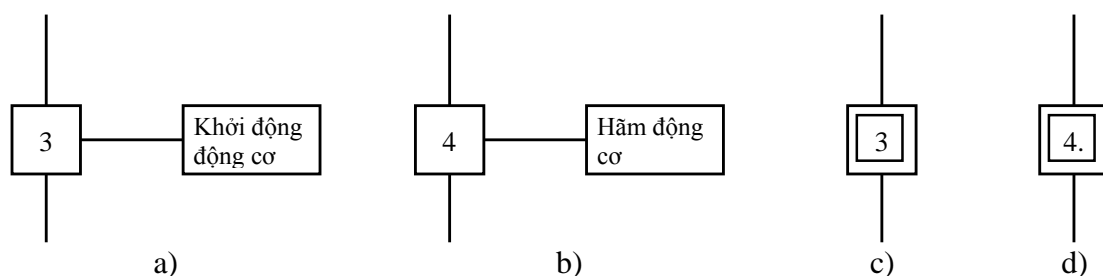 3
Khởi động
động cơ
4
Hãm động
cơ
3
4.
a)
b)
c)
d)